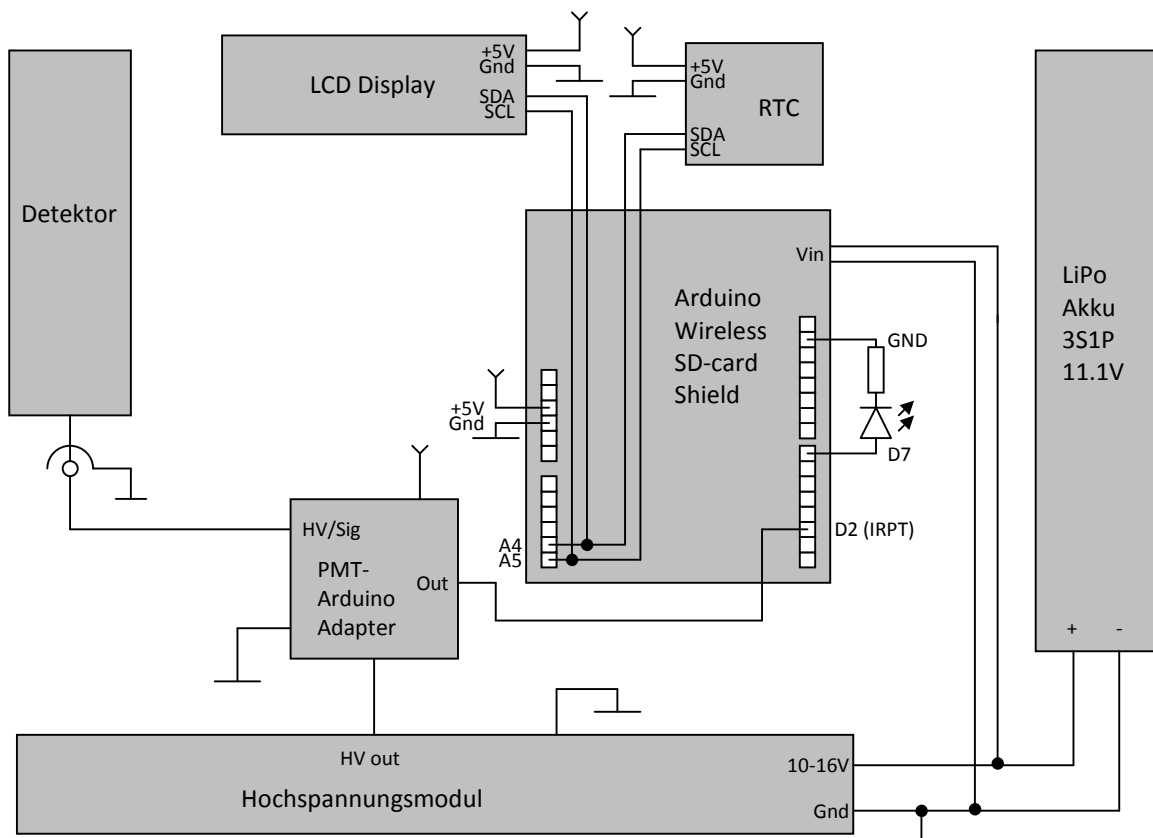 +5V
Gnd
LCD Display
SDA
SCL
+5V
Gnd
RTC
SDA
SCL
Detektor
Vin
LiPo
Akku
3S1P
11.1V
Arduino
Wireless
SD-card
Shield
GND
+5V
Gnd
D7
HV/Sig
D2 (IRPT)
A4
A5
PMT-
Arduino
Adapter
Out
+ -
HV out
10-16V
Hochspannungsmodul
Gnd